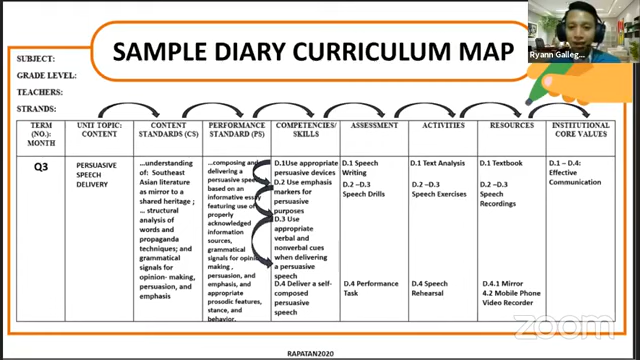 Ryann Galleg...
SAMPLE DIARY CURRICULUM MAP
SUBJECT:
GRADE LEVEL:
TEACHERS:
STRANDS:
TERM
(NO.):
MONTH
UNIT TOPIC:
CONTENT
CONTENT
STANDARDS (CS)
PERFORMANCE
STANDARD (PS)
COMPETENCIES/
SKILLS
ASSESSMENT
ACTIVITIES
RESOURCES
INSTITUTIONAL
CORE VALUES
Q3
PERSUASIVE
SPEECH
DELIVERY
...understanding
of: Southeast
Asian literature
as mirror to a
shared heritage ;
... structural
analysis of
words and
propaganda
techniques; and
grammatical
signals for
opinion- making,
persuasion, and
emphasis
...composing and
delivering a
persuasive speech
based on an
informative essay
featuring use of
properly
acknowledged
information
sources,
grammatical
signals for opinion
making ,
persuasion, and
emphasis, and
appropriate
prosodic features,
stance, and
behavior.
D.1Use appropriate
persuasive devices
D.2 Use emphasis
markers for
persuasive
purposes
D.3 Use
appropriate
verbal and
nonverbal cues
when delivering
a persuasive
speech
D.4 Deliver a self-
composed
persuasive
speech
D.1 Speech
Writing
D.2 –D.3
Speech Drills
D.4 Performance
Task
D.1 Text Analysis
D.2 –D.3
Speech Exercises
D.4 Speech
Rehearsal
D.1 Textbook
D.2 –D.3
Speech
Recordings
D.4.1 Mirror
4.2 Mobile Phone
Video Recorder
D.1 – D.4:
Effective
Communication
zoom
RAPATAN2020